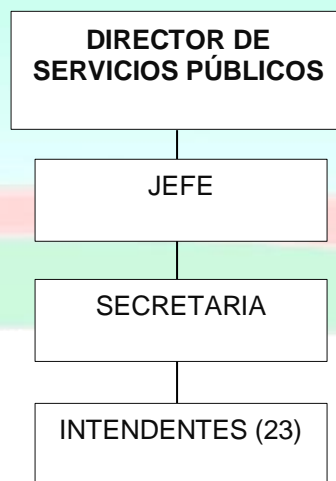 DIRECTOR DE
SERVICIOS PÚBLICOS
JEFE
SECRETARIA
INTENDENTES (23)